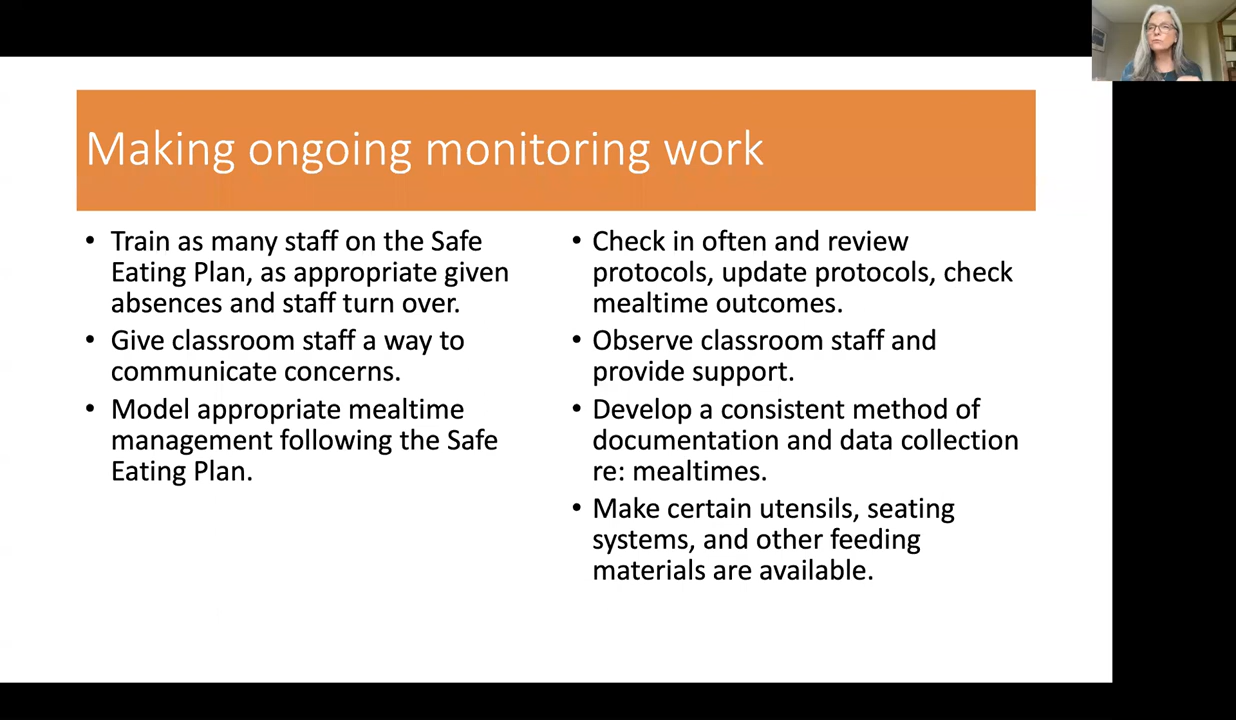 Making ongoing monitoring work
• Train as many staff on the Safe
Eating Plan, as appropriate given
absences and staff turn over.
• Give classroom staff a way to
communicate concerns.
• Model appropriate mealtime
management following the Safe
Eating Plan.
• Check in often and review
protocols, update protocols, check
mealtime outcomes.
• Observe classroom staff and
provide support.
• Develop a consistent method of
documentation and data collection
re: mealtimes.
• Make certain utensils, seating
systems, and other feeding
materials are available.